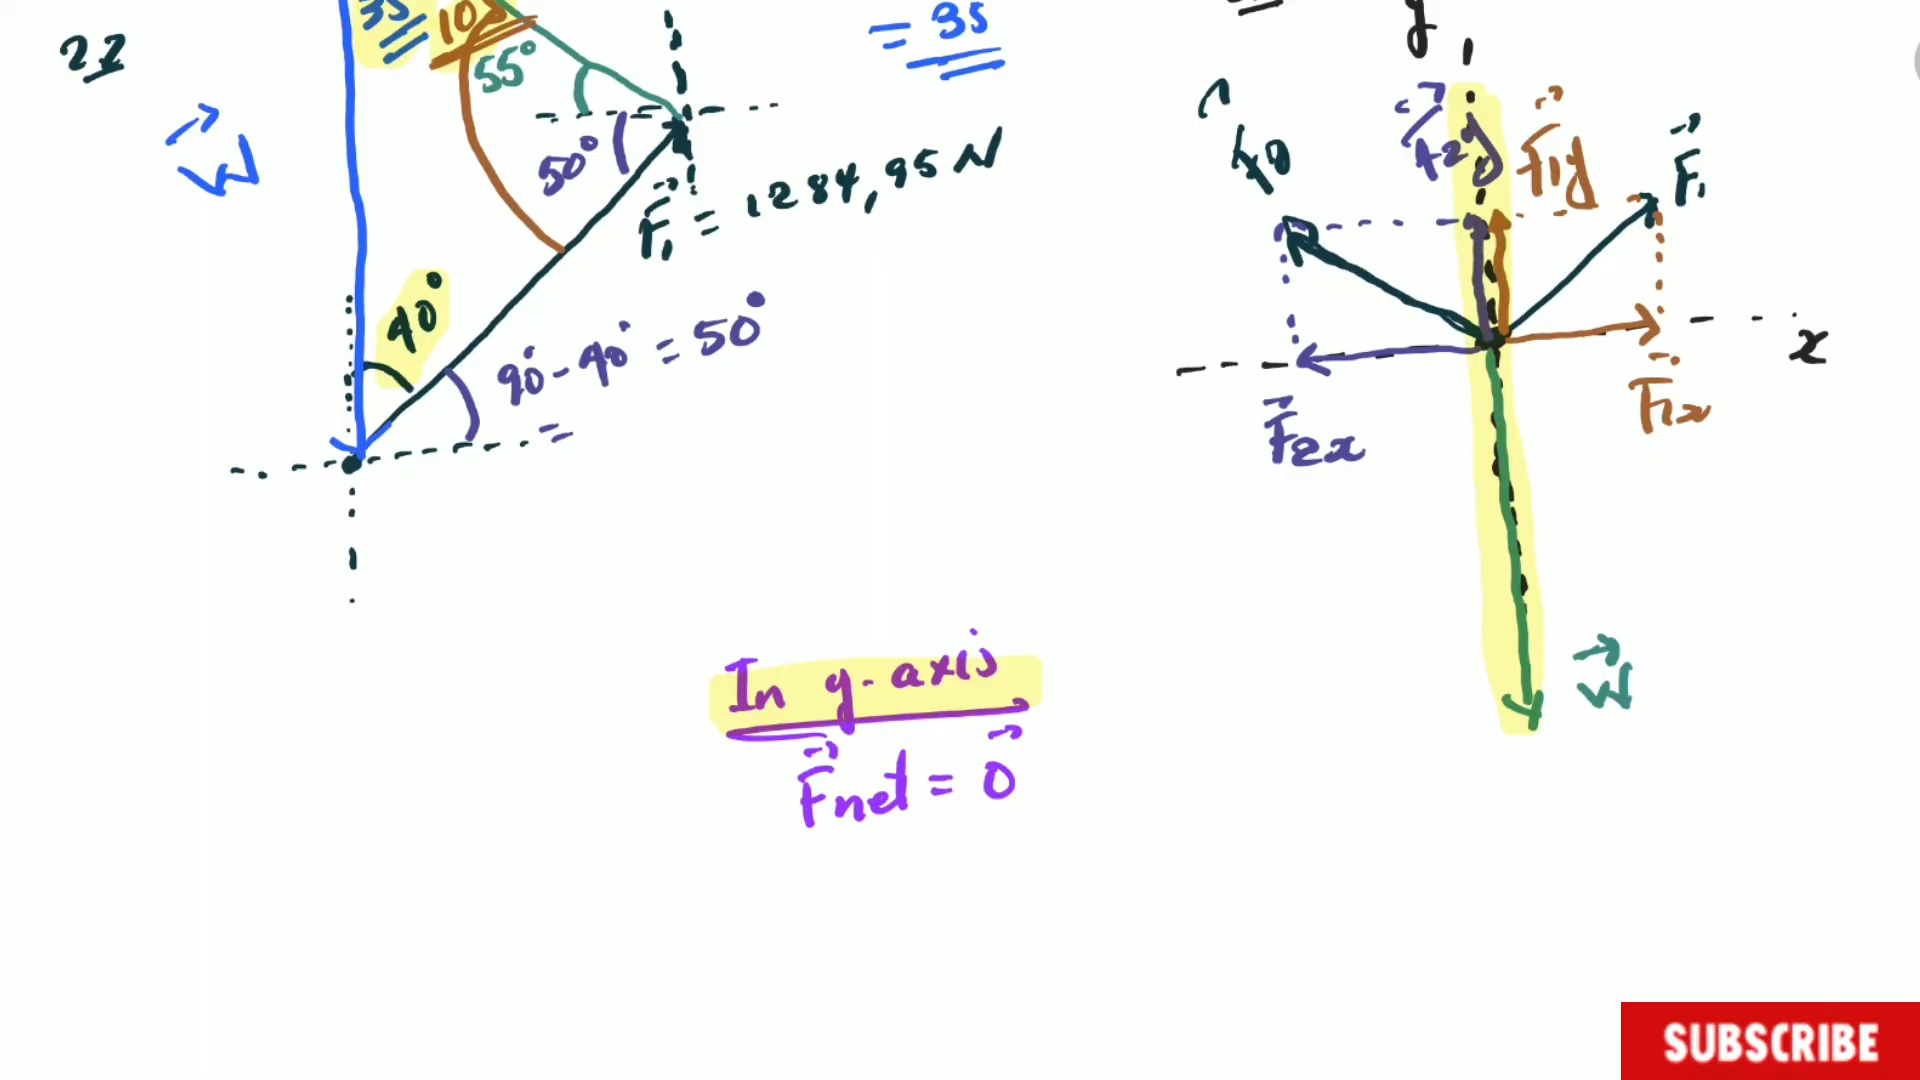 = 35
35 10
y
22
55°
W
50°
F₁ = 1284,95 N
F₂y
F₁y
F₁
40°
90° - 40° = 50°
x
F₂x
F₁x
=
W
In y-axis
Fnet = 0
SUBSCRIBE